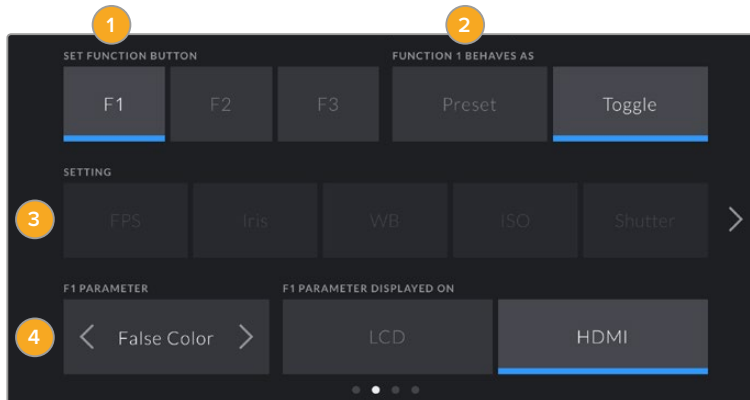 1 2
SET FUNCTION BUTTON FUNCTION 1 BEHAVES AS
F1 F2 F3 Preset Toggle
SETTING
3 FPS Iris WB ISO Shutter
F1 PARAMETER F1 PARAMETER DISPLAYED ON
4 False Color LCD HDMI